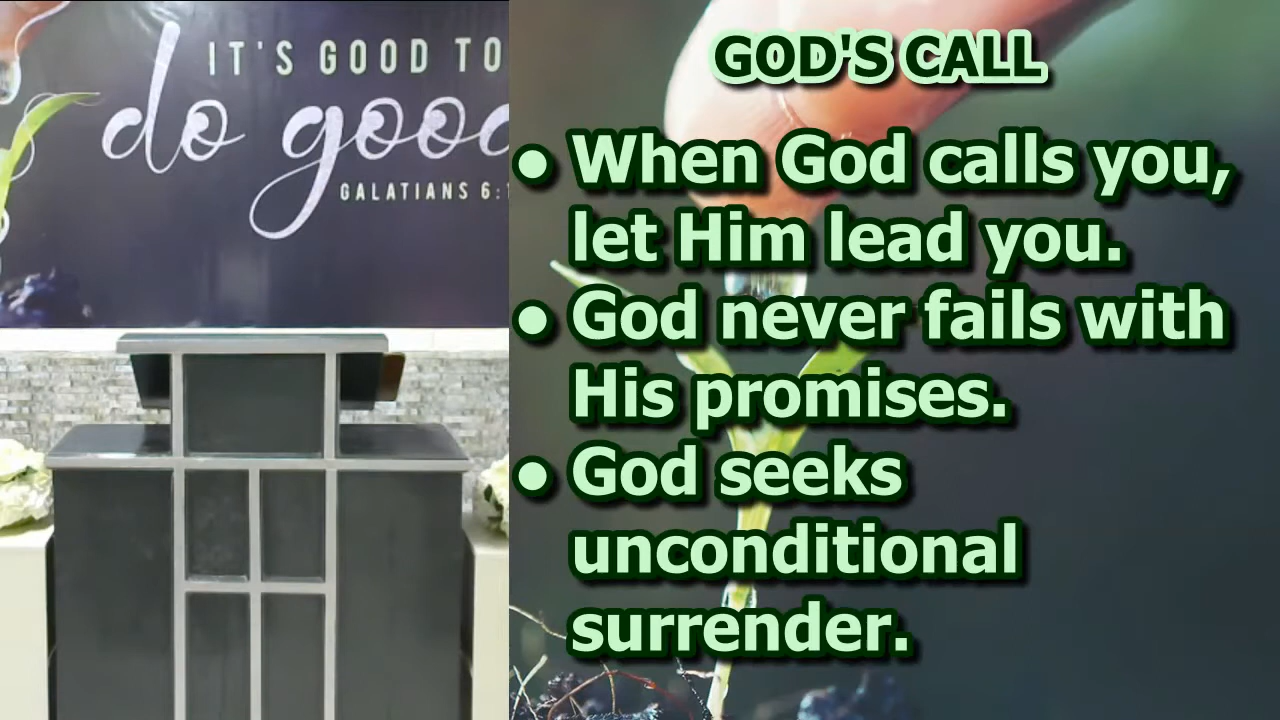 IT'S GOOD TO
do good
GALATIANS 6:
GOD'S CALL
• When God calls you,
let Him lead you.
• God never fails with
His promises.
• God seeks
unconditional
surrender.